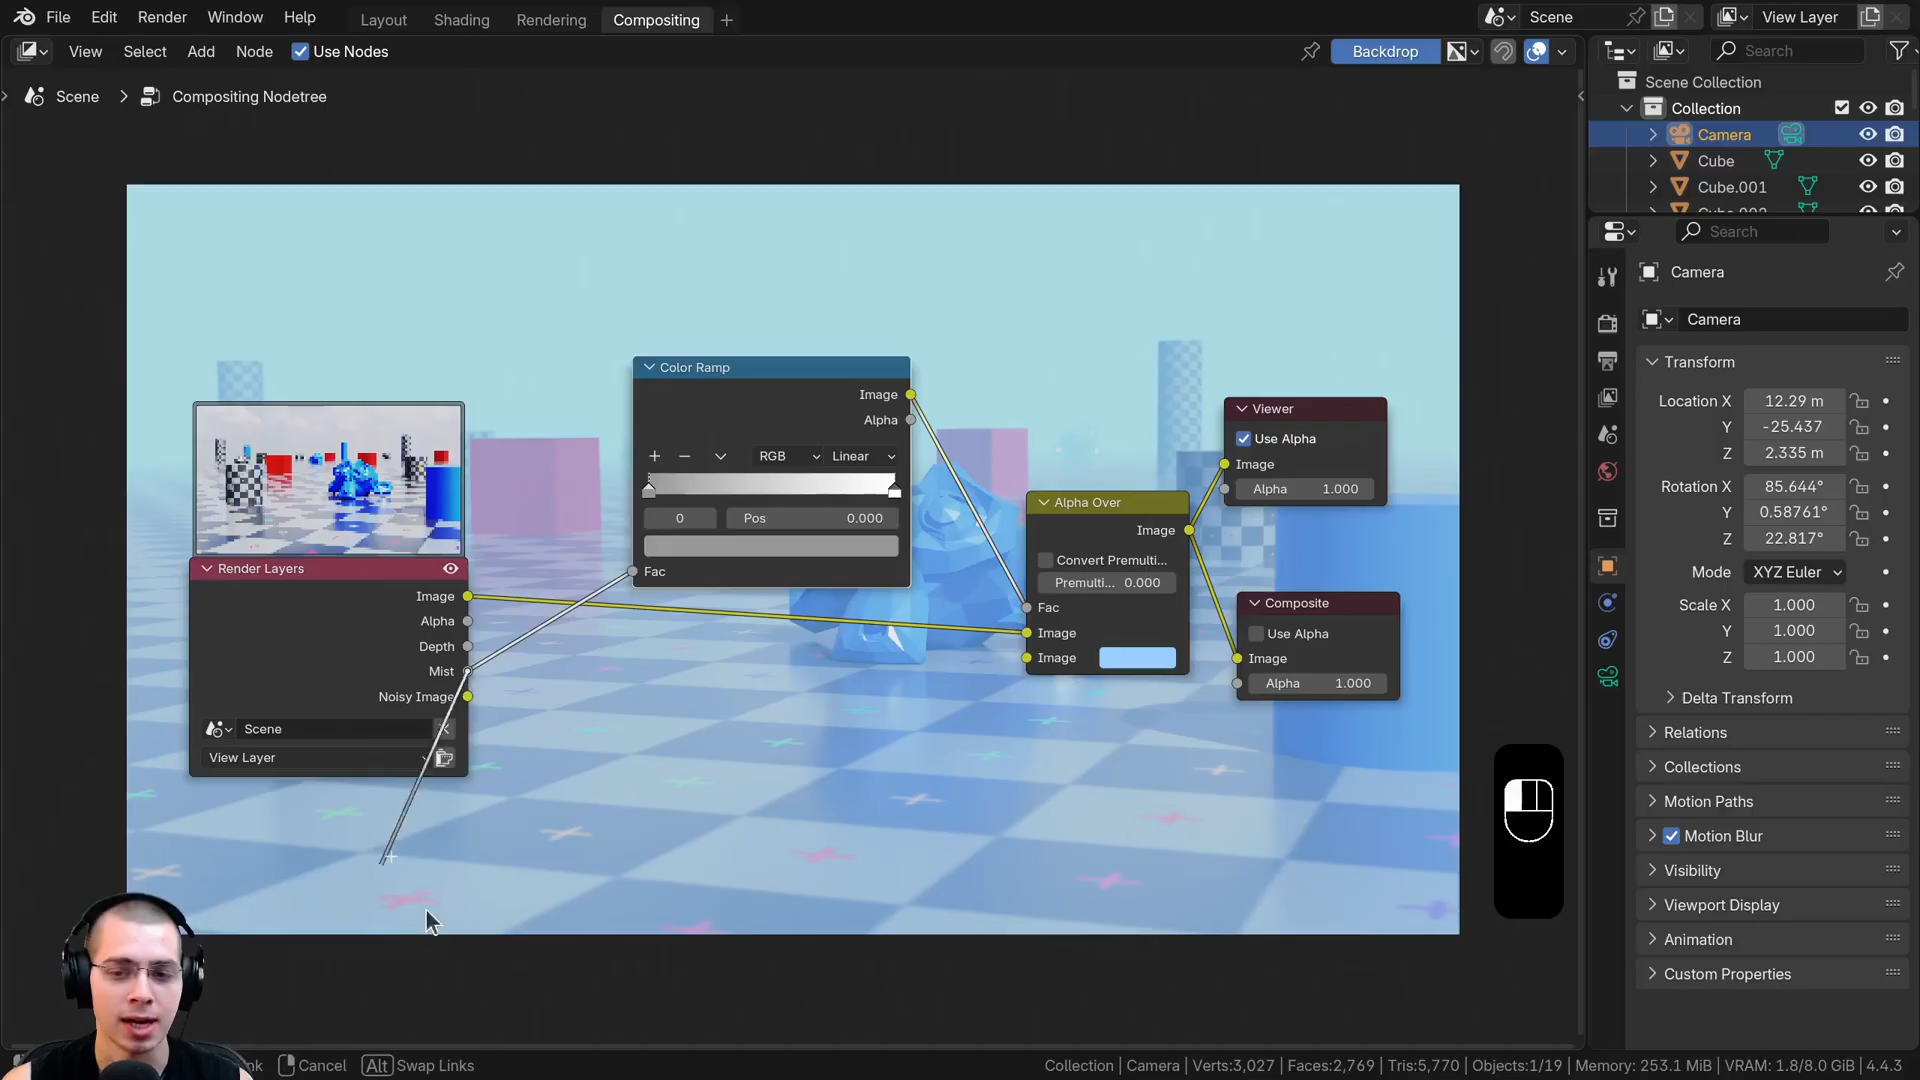 File Edit Render Window Help Layout Shading Rendering Compositing + Scene View Layer
View Select Add Node Use Nodes Backdrop Search
Scene > Compositing Nodetree
Scene Collection
Collection
Camera
Cube
Cube.001
Search
Camera
Camera
Transform
Location X 12.29 m
Y -25.437
Z 2.335 m
Rotation X 85.644°
Y 0.58761°
Z 22.817°
Mode XYZ Euler
Scale X 1.000
Y 1.000
Z 1.000
Delta Transform
Relations
Collections
Motion Paths
Motion Blur
Visibility
Viewport Display
Animation
Custom Properties
Render Layers
Image
Alpha
Depth
Mist
Noisy Image
Scene
View Layer
Color Ramp
Image
Alpha
+ − RGB Linear
0 Pos 0.000
Fac
Alpha Over
Image
Convert Premulti...
Premulti... 0.000
Fac
Image
Image
Viewer
Use Alpha
Image
Alpha 1.000
Composite
Use Alpha
Image
Alpha 1.000
Cancel Alt Swap Links
Collection | Camera | Verts:3,027 | Faces:2,769 | Tris:5,770 | Objects:1/19 | Memory: 253.1 MiB | VRAM: 1.8/8.0 GiB | 4.4.3